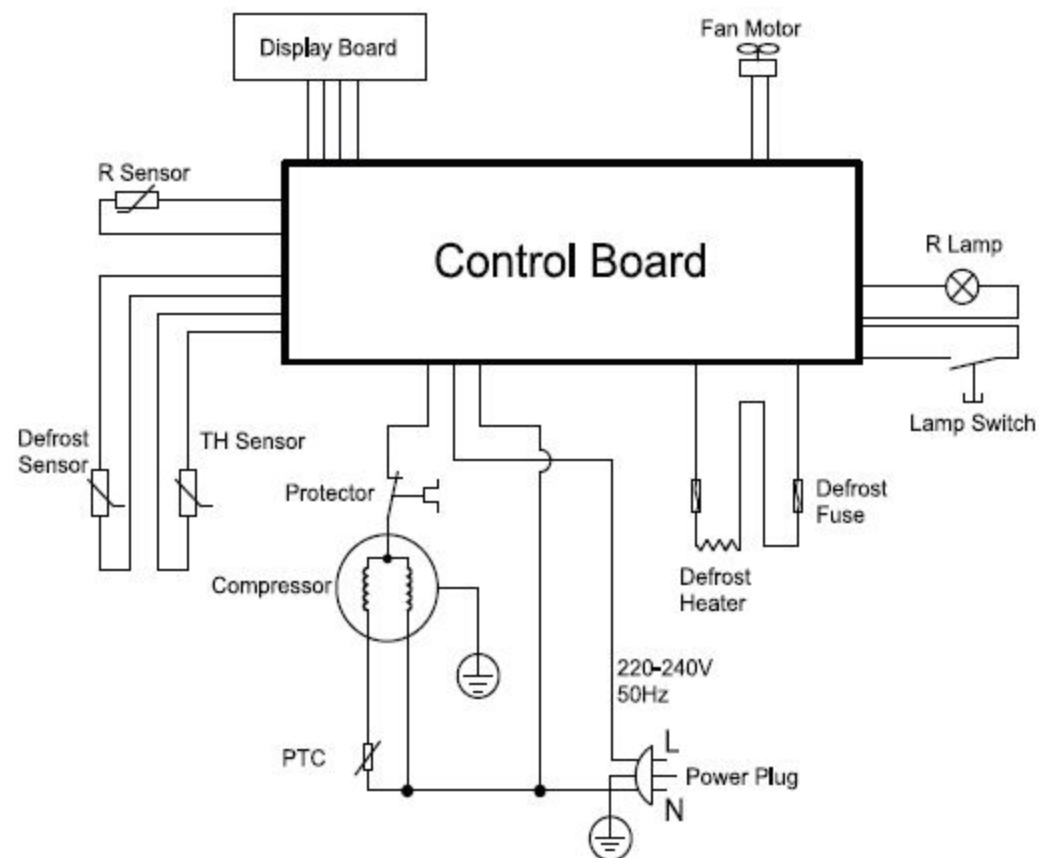 Display Board
Fan Motor
R Sensor
Control Board
R Lamp
Lamp Switch
Defrost
Sensor
TH Sensor
Protector
Defrost
Fuse
Compressor
Defrost
Heater
220-240V
50Hz
PTC
L
Power Plug
N